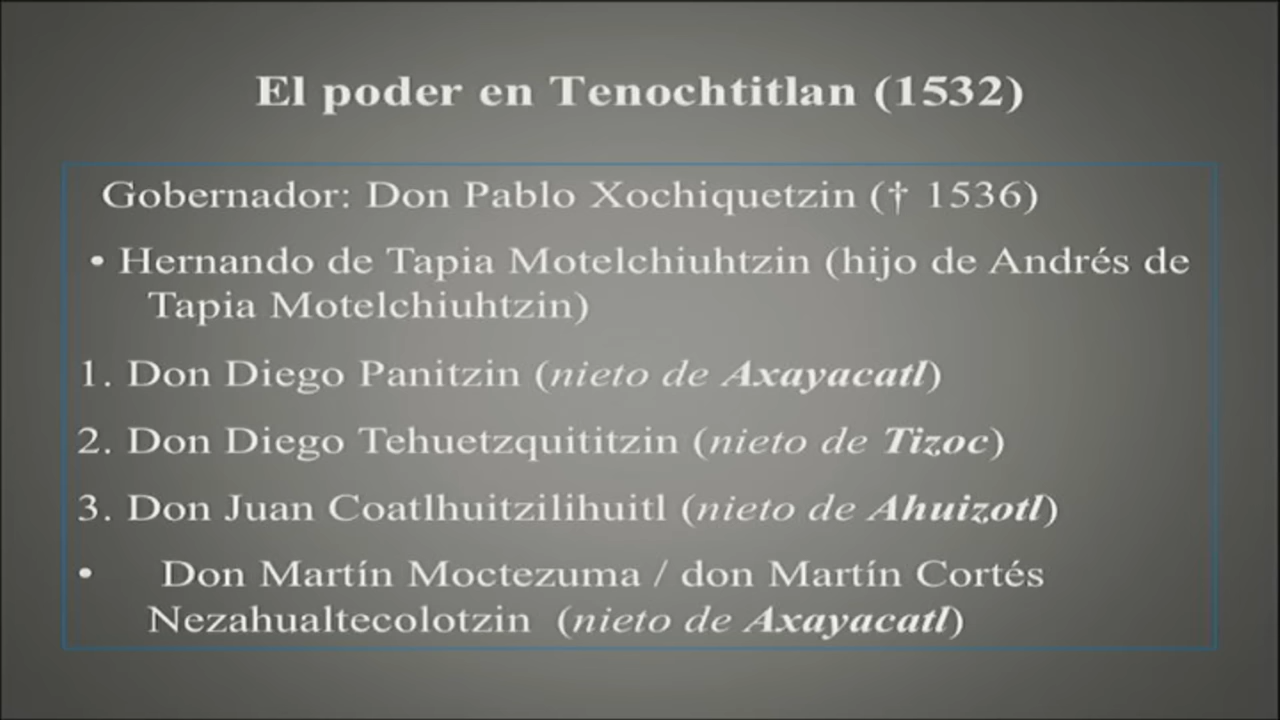 El poder en Tenochtitlan (1532)
Gobernador: Don Pablo Xochiquetzin († 1536)
• Hernando de Tapia Motelchiuhtzin (hijo de Andrés de
Tapia Motelchiuhtzin)
1. Don Diego Panitzin (nieto de Axayacatl)
2. Don Diego Tehuetzquititzin (nieto de Tizoc)
3. Don Juan Coatlhuitzilihuitl (nieto de Ahuizotl)
• Don Martín Moctezuma / don Martín Cortés
Nezahualtecolotzin (nieto de Axayacatl)